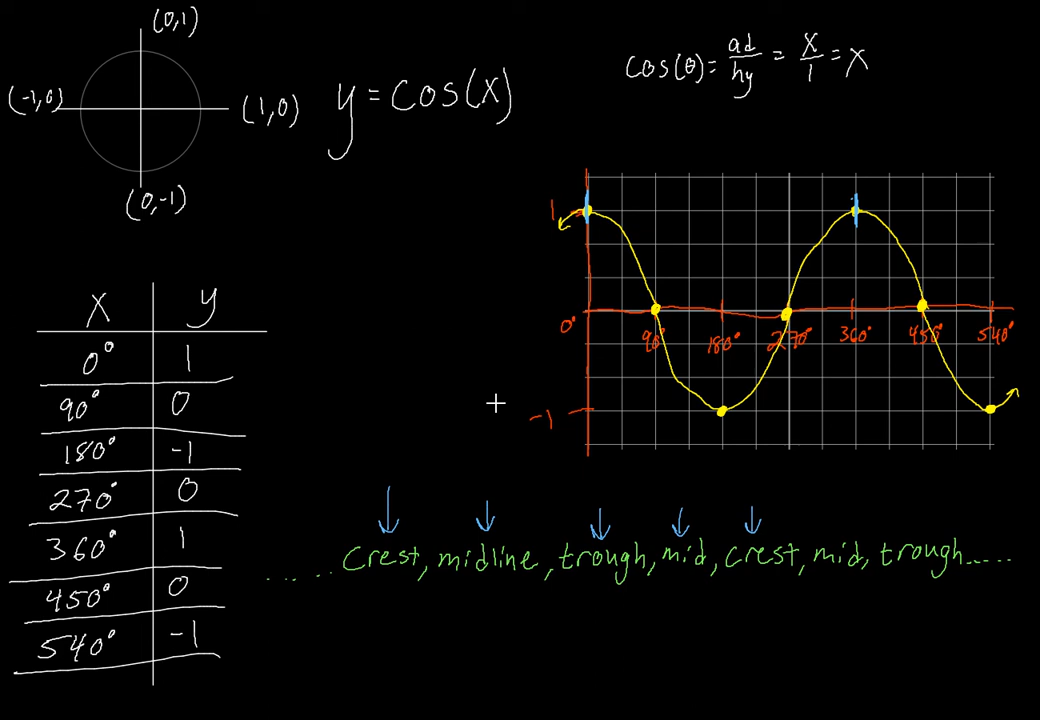 (0,1)
(-1,0)
(1,0)
(0,-1)
y = cos(x)
cos(θ) = ad/hy = x/1 = x
x y
0° 1
90° 0
180° -1
270° 0
360° 1
450° 0
540° -1
1
0° 90° 180° 270° 360° 450° 540°
-1
..... crest, midline, trough, mid, crest, mid, trough.....